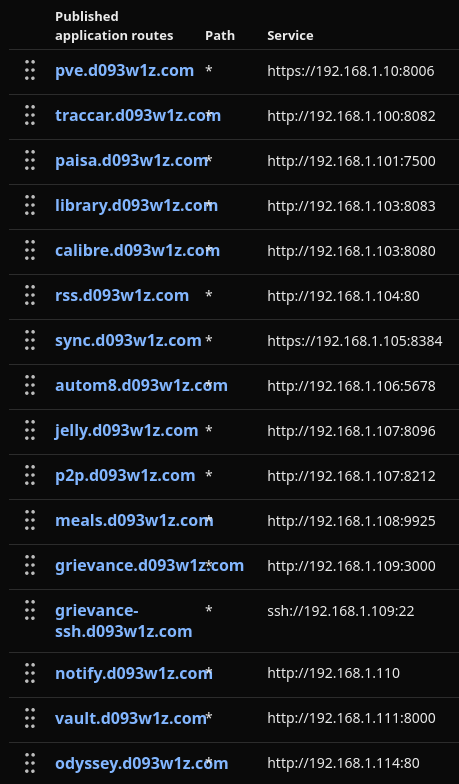 Published
application routes Path Service
pve.d093w1z.com * https://192.168.1.10:8006
traccar.d093w1z.com * http://192.168.1.100:8082
paisa.d093w1z.com * http://192.168.1.101:7500
library.d093w1z.com * http://192.168.1.103:8083
calibre.d093w1z.com * http://192.168.1.103:8080
rss.d093w1z.com * http://192.168.1.104:80
sync.d093w1z.com * https://192.168.1.105:8384
autom8.d093w1z.com * http://192.168.1.106:5678
jelly.d093w1z.com * http://192.168.1.107:8096
p2p.d093w1z.com * http://192.168.1.107:8212
meals.d093w1z.com * http://192.168.1.108:9925
grievance.d093w1z.com * http://192.168.1.109:3000
grievance- * ssh://192.168.1.109:22
ssh.d093w1z.com
notify.d093w1z.com * http://192.168.1.110
vault.d093w1z.com * http://192.168.1.111:8000
odyssey.d093w1z.com * http://192.168.1.114:80